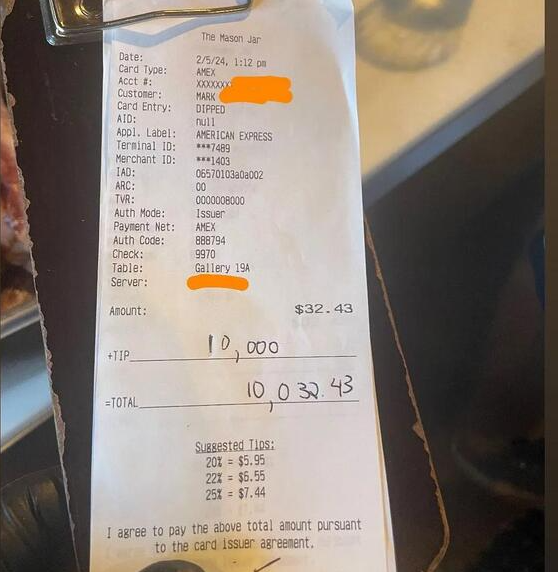 The Mason Jar
Date: 2/5/24, 1:12 pm
Card Type: AMEX
Acct #: XXXXXXX
Customer: MARK
Card Entry: DIPPED
AID: null
Appl. Label: AMERICAN EXPRESS
Terminal ID: ***7489
Merchant ID: ***1403
IAD: 06570103a0a002
ARC: 00
TVR: 0000008000
Auth Mode: Issuer
Payment Net: AMEX
Auth Code: 888794
Check: 9970
Table: Gallery 19A
Server:
Amount: $32.43
+TIP 10,000
=TOTAL 10,032.43
Suggested Tips:
20% = $5.95
22% = $6.55
25% = $7.44
I agree to pay the above total amount pursuant
to the card issuer agreement.